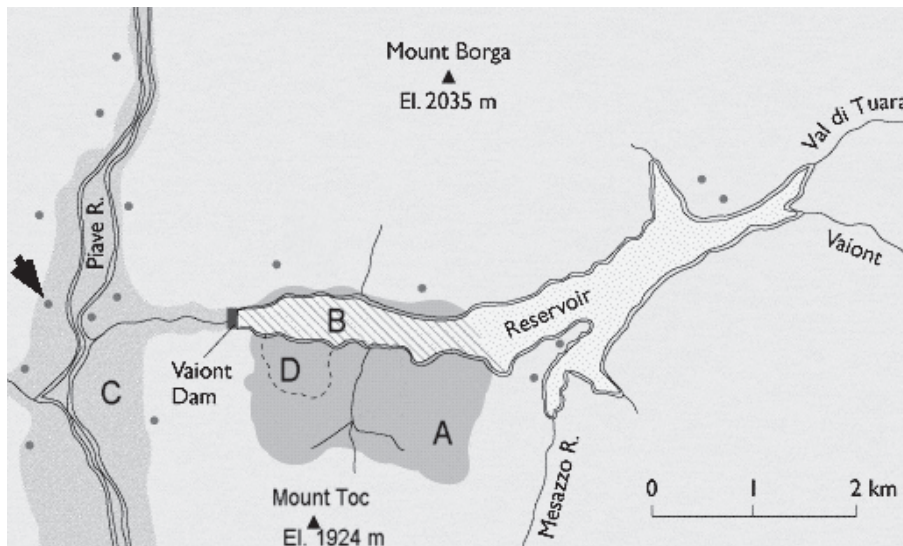 Mount Borga
El. 2035 m
Val di Tuara
Piave R.
Vaiont
Reservoir
B
Vaiont
Dam
D
C
A
Mesazzo R.
0 1 2 km
Mount Toc
El. 1924 m